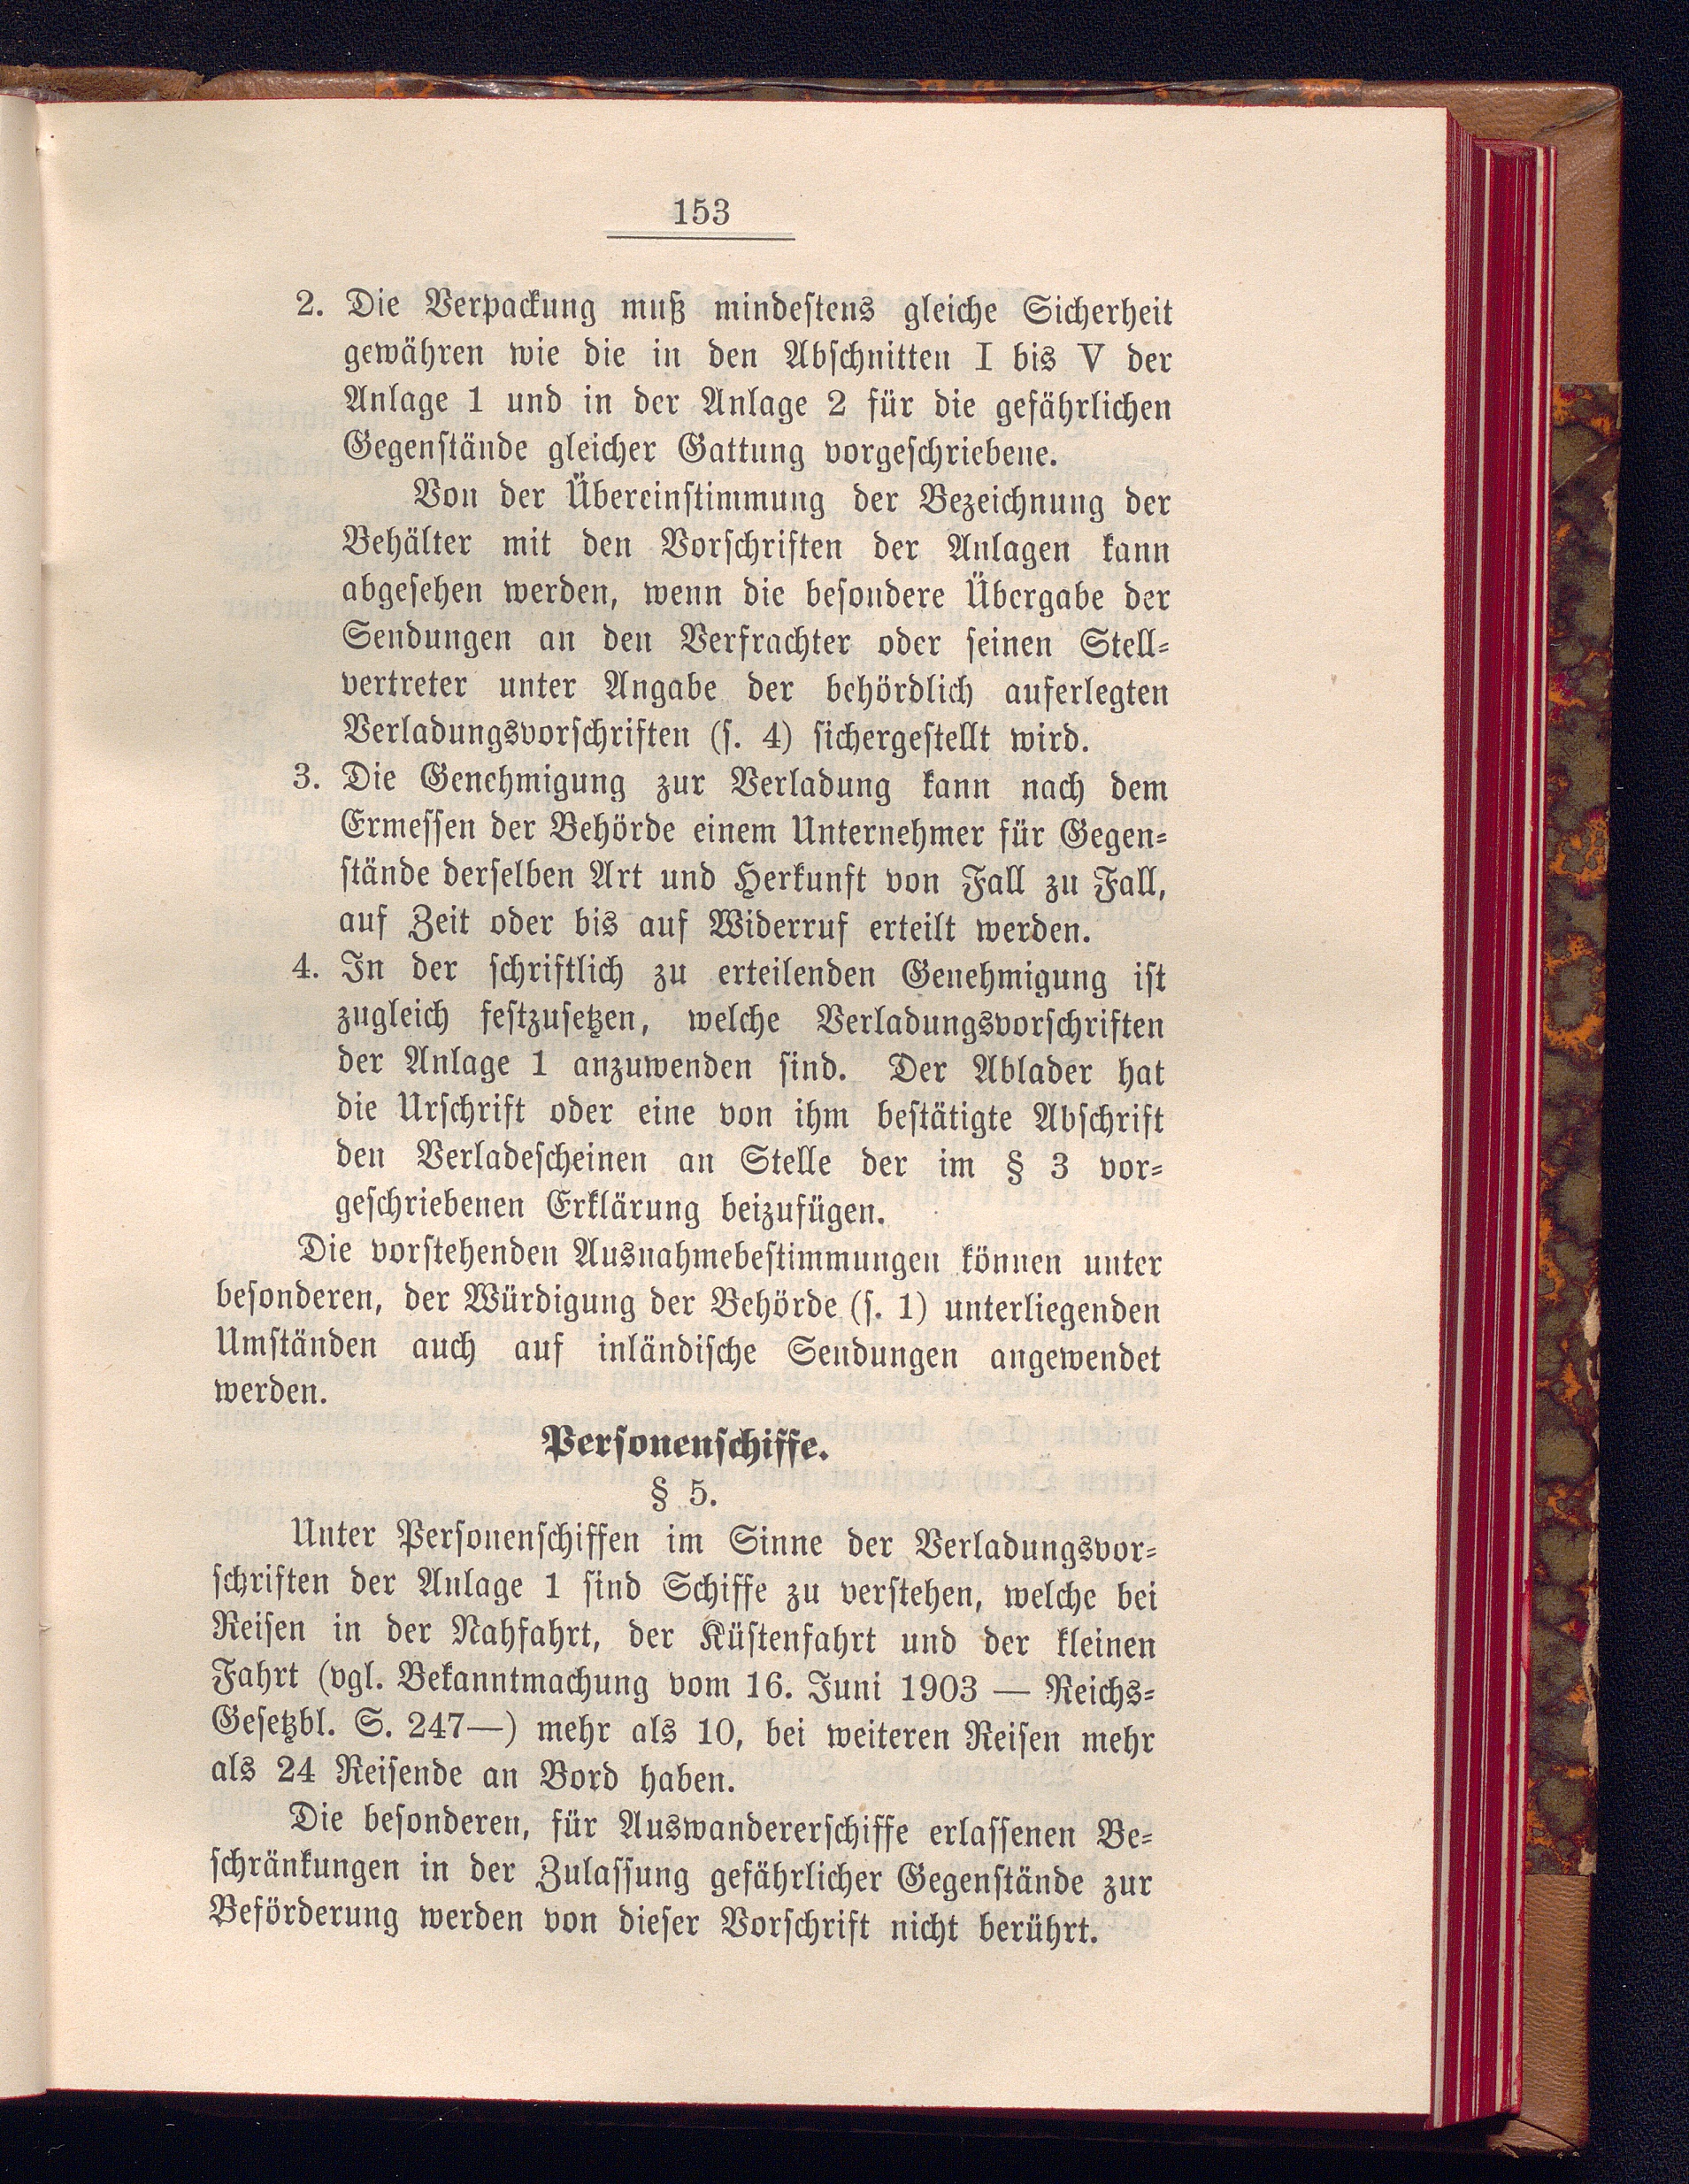 153
2. Die Verpackung muß mindestens gleiche Sicherheit
gewähren wie die in den Abschnitten I bis V der
Anlage 1 und in der Anlage 2 für die gefährlichen
Gegenstände gleicher Gattung vorgeschriebene.
Von der Übereinstimmung der Bezeichnung der
Behälter mit den Vorschriften der Anlagen kann
abgesehen werden, wenn die besondere Übergabe der
Sendungen an den Verfrachter oder seinen Stell-
vertreter unter Angabe der behördlich auferlegten
Verladungsvorschriften (s. 4) sichergestellt wird.
3. Die Genehmigung zur Verladung kann nach dem
Ermessen der Behörde einem Unternehmer für Gegen-
stände derselben Art und Herkunft von Fall zu Fall,
auf Zeit oder bis auf Widerruf erteilt werden.
4. In der schriftlich zu erteilenden Genehmigung ist
zugleich festzusetzen, welche Verladungsvorschriften
der Anlage 1 anzuwenden sind. Der Ablader hat
die Urschrift oder eine von ihm bestätigte Abschrift
den Verladescheinen an Stelle der im § 3 vor-
geschriebenen Erklärung beizufügen.
Die vorstehenden Ausnahmebestimmungen können unter
besonderen, der Würdigung der Behörde (s. 1) unterliegenden
Umständen auch auf inländische Sendungen angewendet
werden.
Personenschiffe.
§ 5.
Unter Personenschiffen im Sinne der Verladungsvor-
schriften der Anlage 1 sind Schiffe zu verstehen, welche bei
Reisen in der Nahfahrt, der Küstenfahrt und der kleinen
Fahrt (vgl. Bekanntmachung vom 16. Juni 1903 — Reichs-
Gesetzbl. S. 247—) mehr als 10, bei weiteren Reisen mehr
als 24 Reisende an Bord haben.
Die besonderen, für Auswandererschiffe erlassenen Be-
schränkungen in der Zulassung gefährlicher Gegenstände zur
Beförderung werden von dieser Vorschrift nicht berührt.